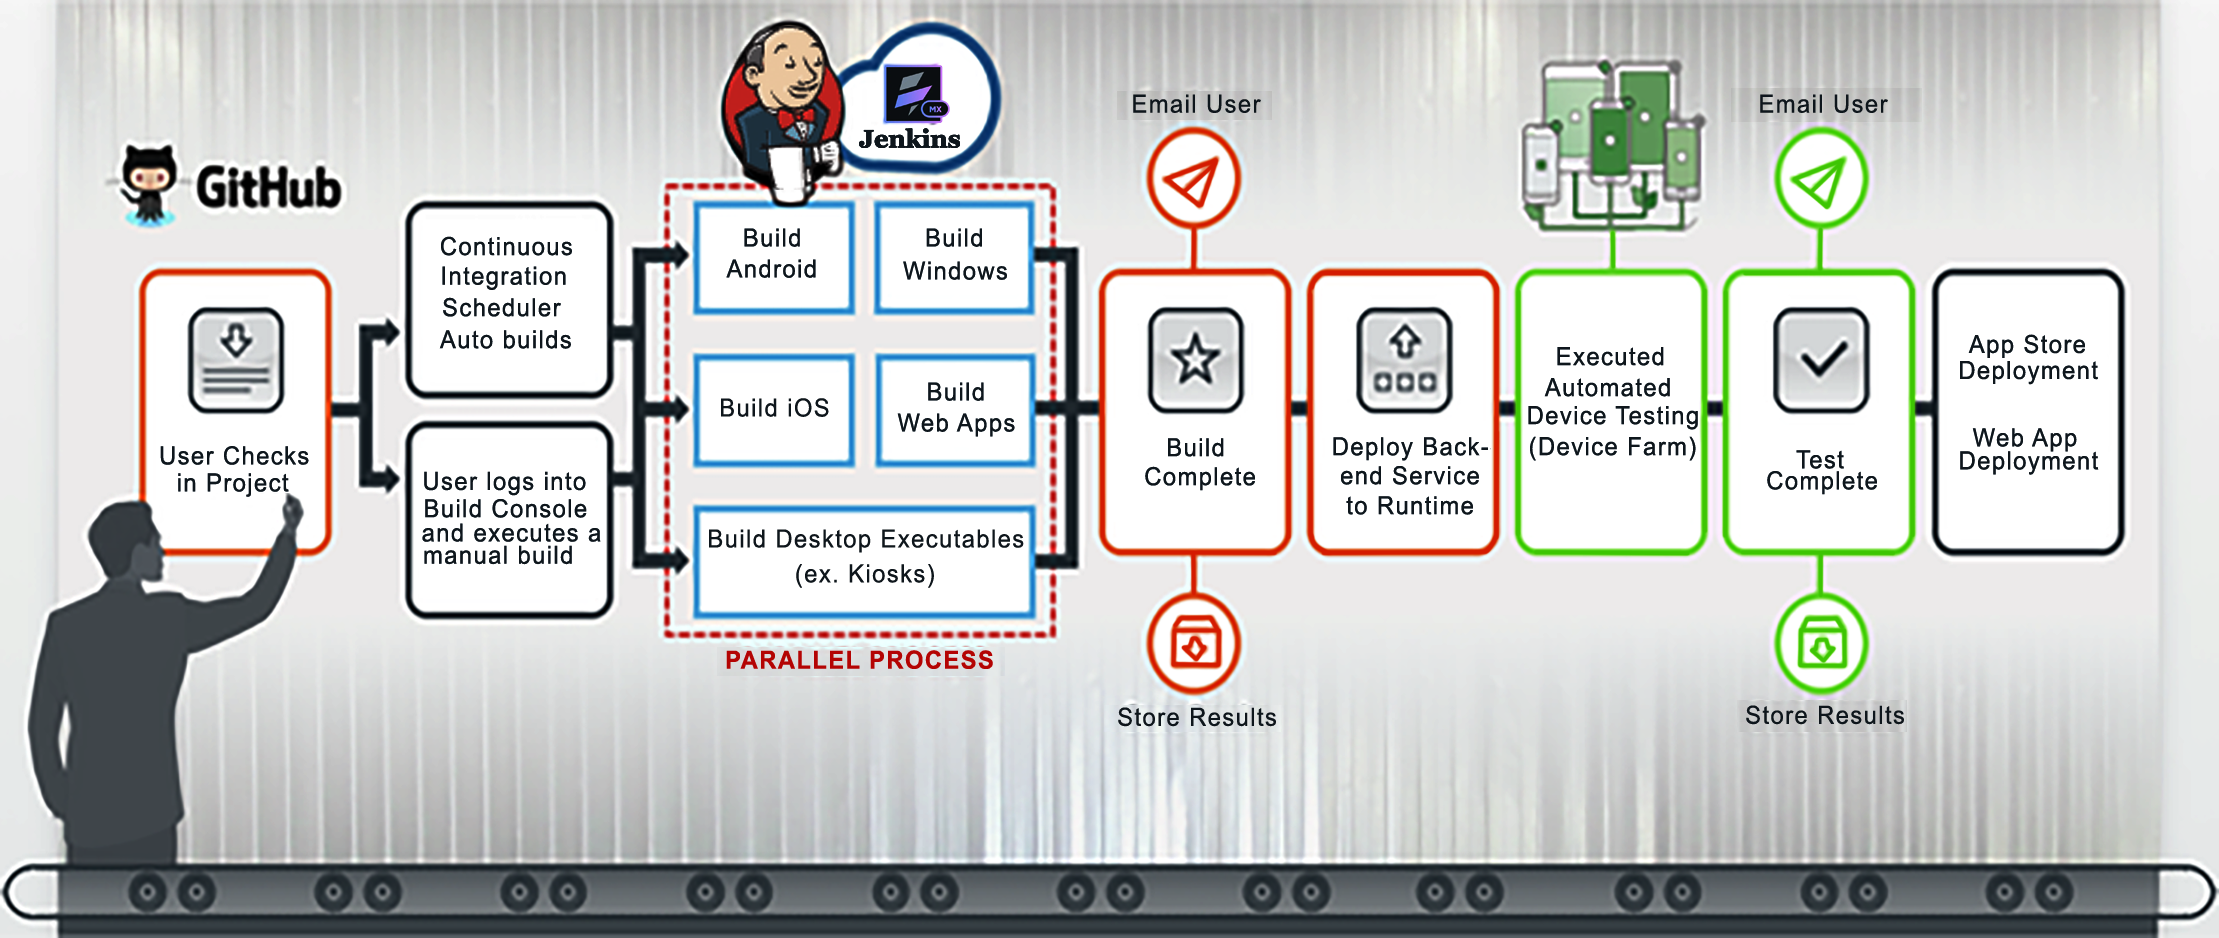 GitHub
User Checks
in Project
Continuous
Integration
Scheduler
Auto builds
User logs into
Build Console
and executes a
manual build
MX
Jenkins
Build
Android
Build
Windows
Build iOS
Build
Web Apps
Build Desktop Executables
(ex. Kiosks)
PARALLEL PROCESS
Email User
Build
Complete
Store Results
Deploy Back-
end Service
to Runtime
Executed
Automated
Device Testing
(Device Farm)
Email User
Test
Complete
Store Results
App Store
Deployment
Web App
Deployment